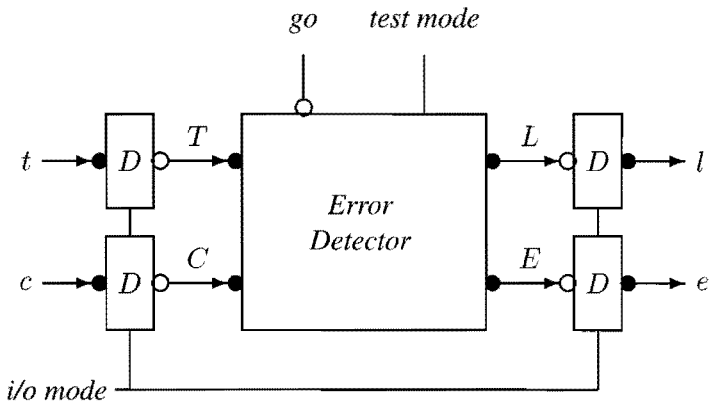 go test mode
T L
t D D l
Error
Detector
C E
c D D e
i/o mode